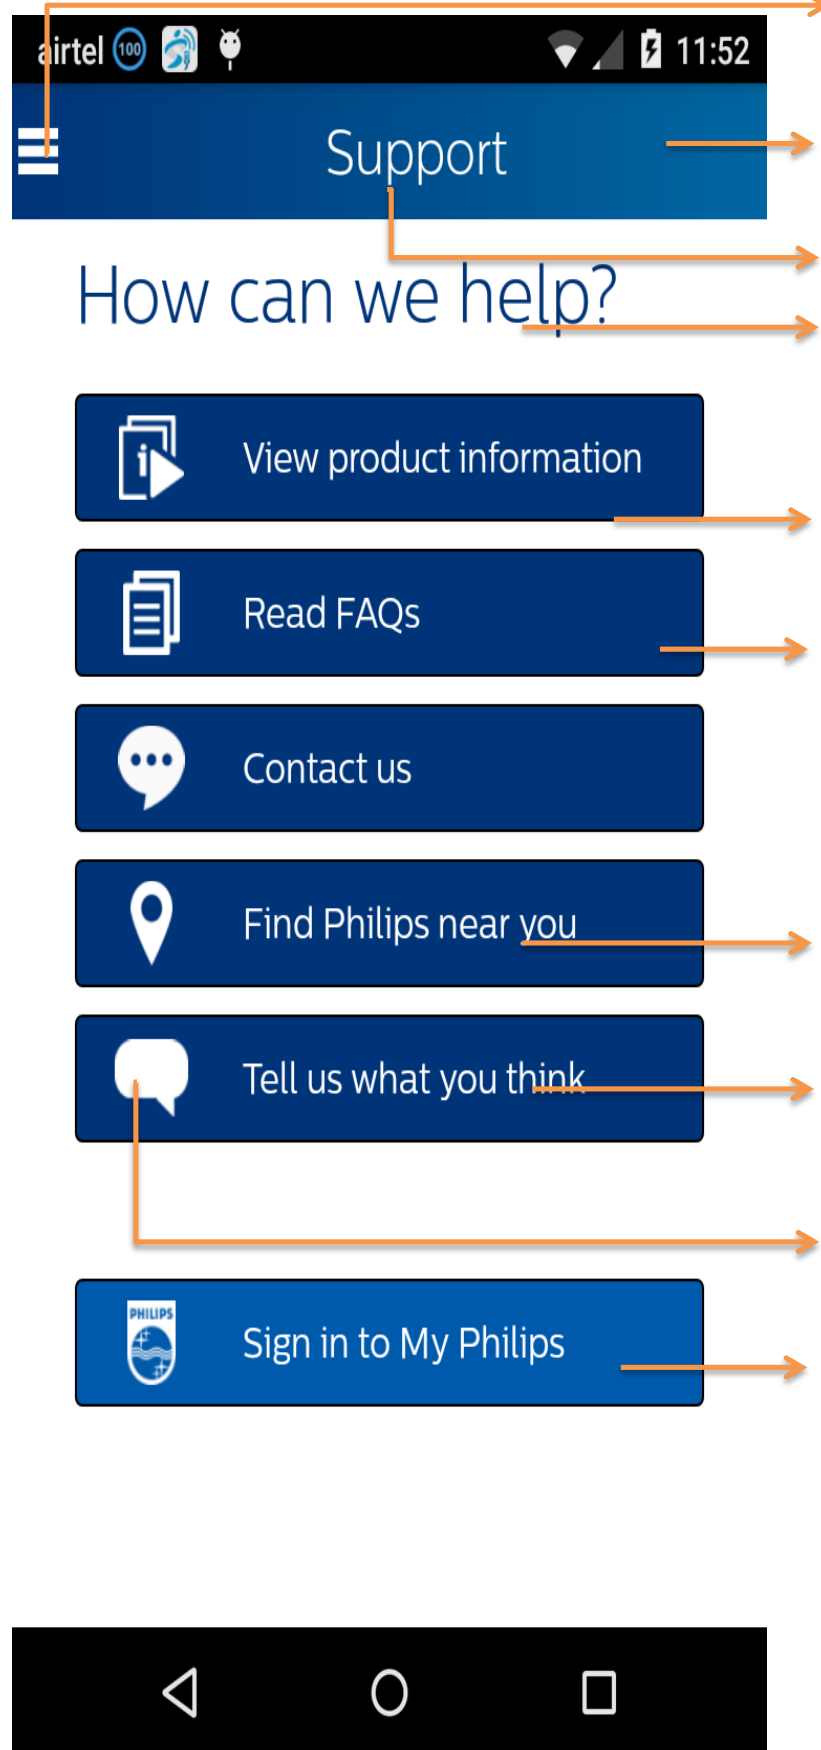 airtel 100 11:52
Support
How can we help?
i View product information
Read FAQs
Contact us
Find Philips near you
Tell us what you think
PHILIPS
Sign in to My Philips